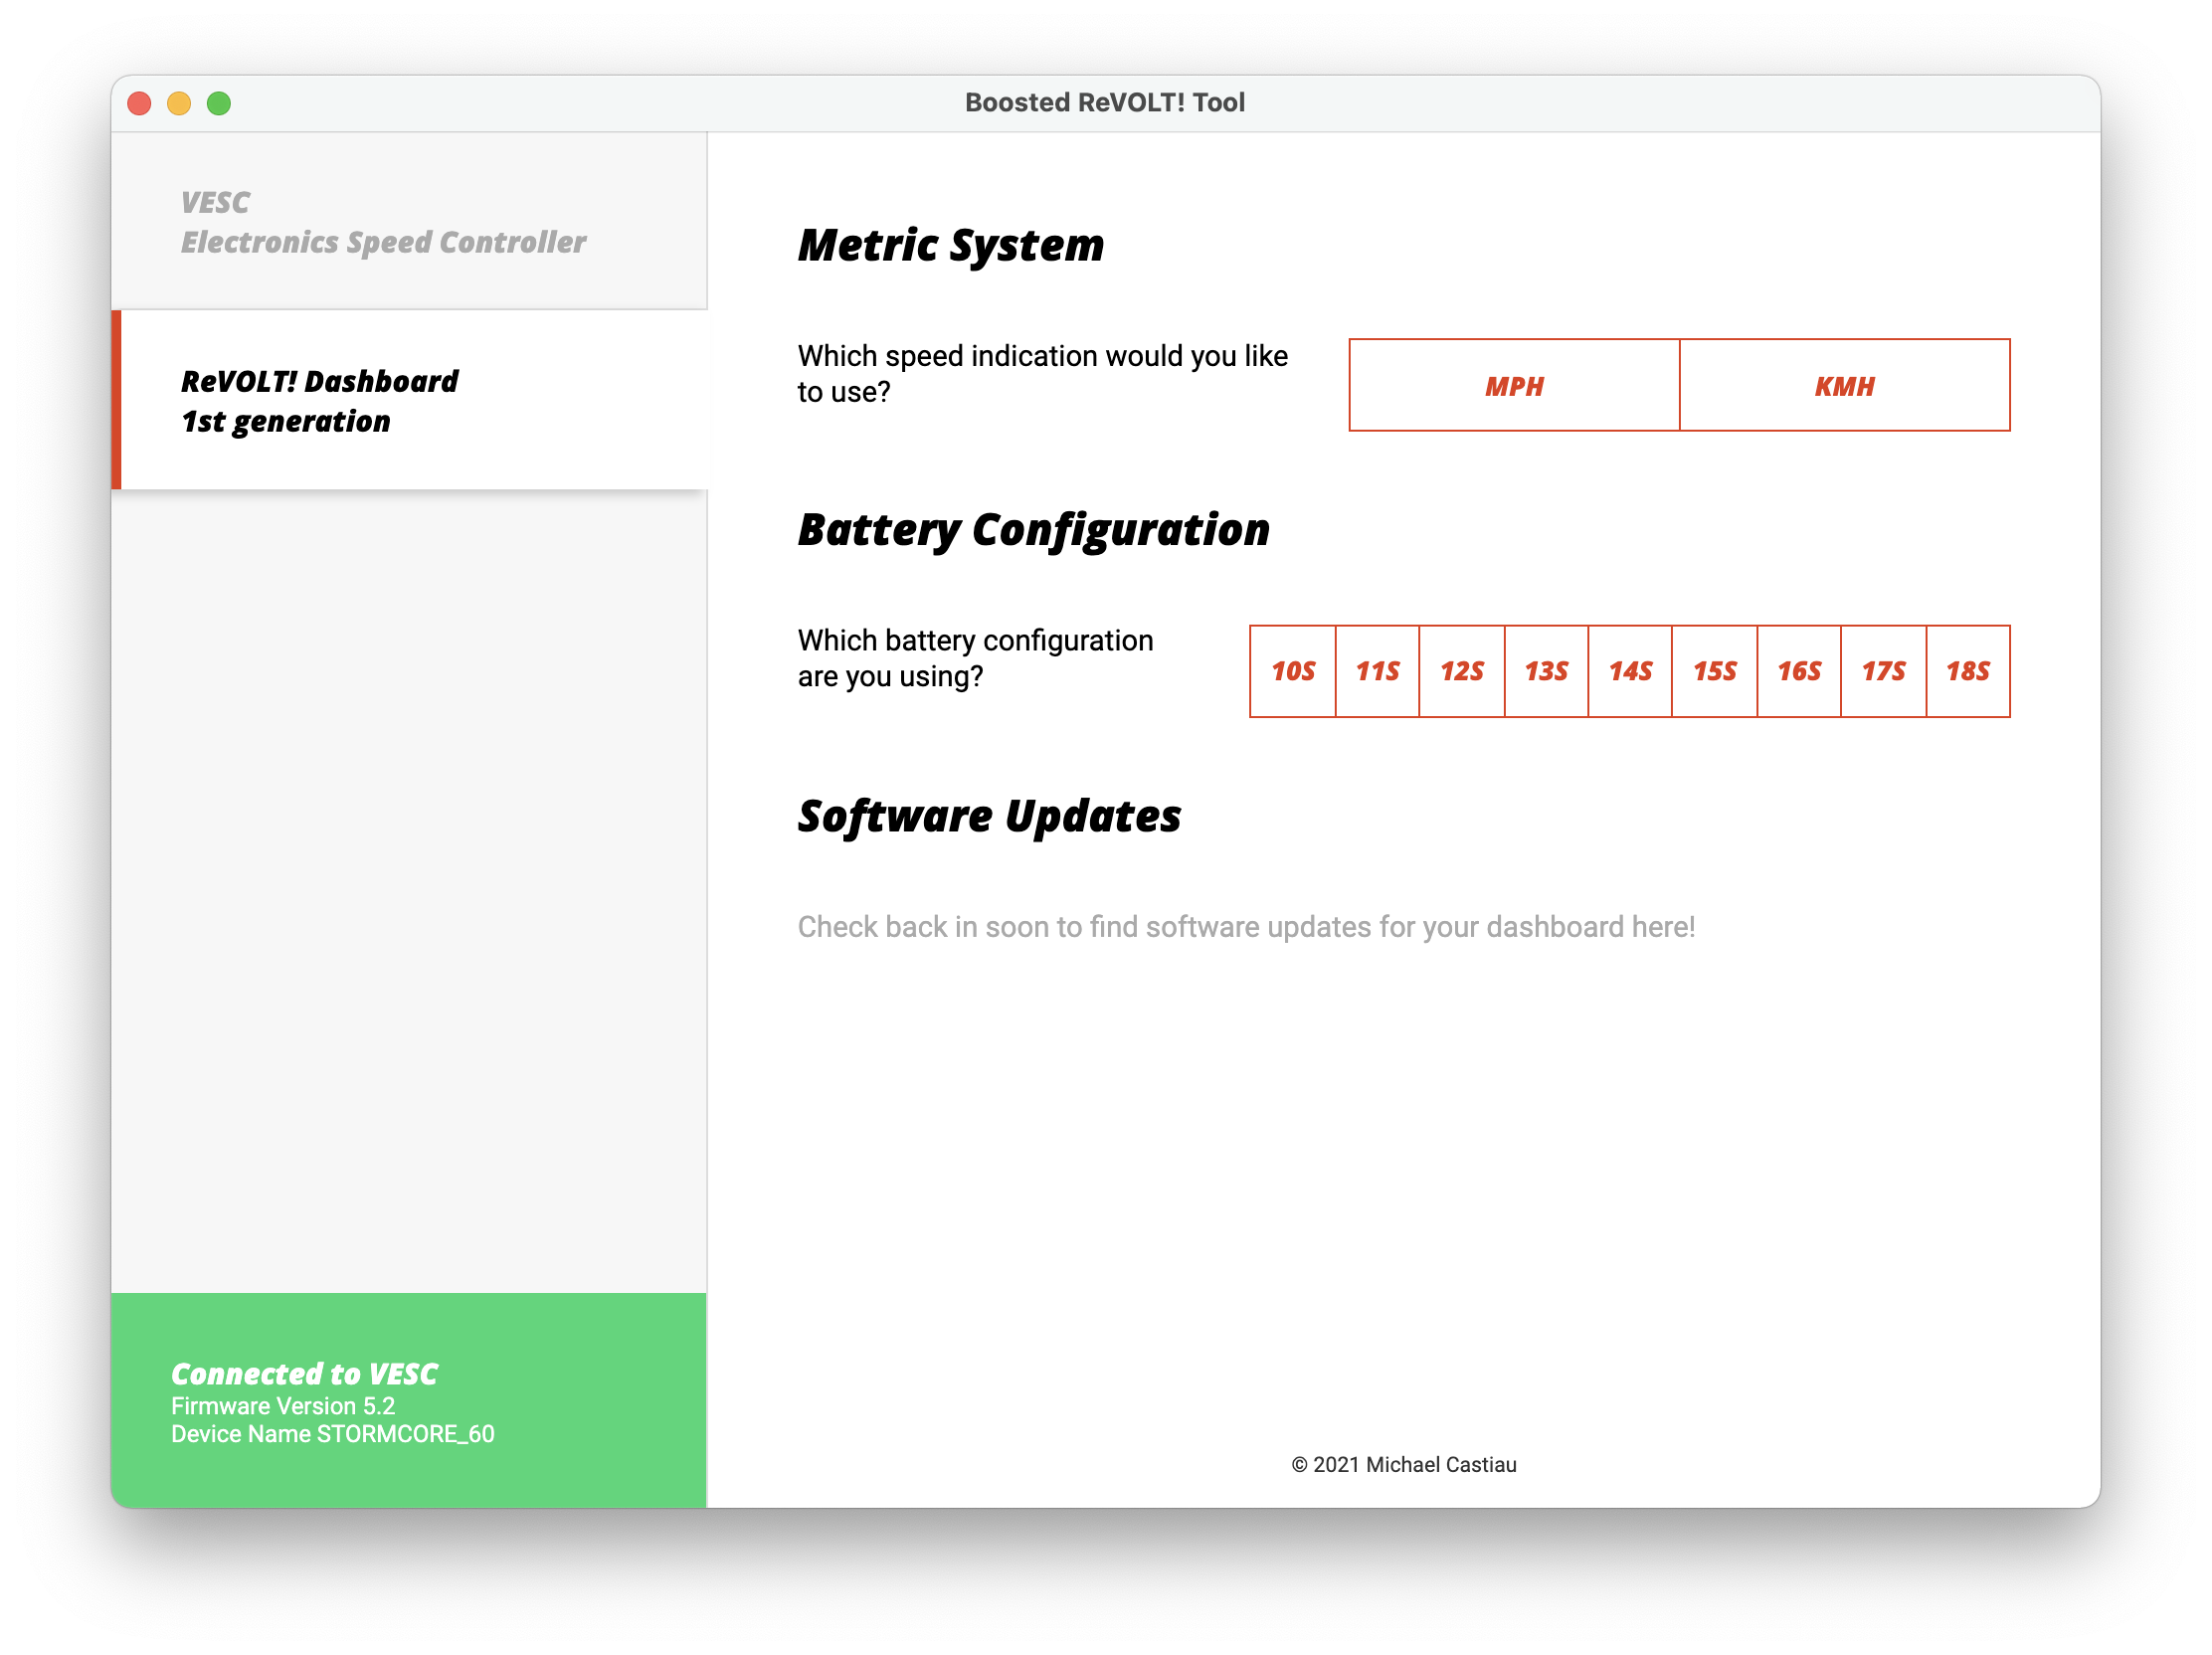 Boosted ReVOLT! Tool
VESC
Electronics Speed Controller
ReVOLT! Dashboard
1st generation
Metric System
Which speed indication would you like
to use?
MPH KMH
Battery Configuration
Which battery configuration
are you using?
10S 11S 12S 13S 14S 15S 16S 17S 18S
Software Updates
Check back in soon to find software updates for your dashboard here!
Connected to VESC
Firmware Version 5.2
Device Name STORMCORE_60
© 2021 Michael Castiau